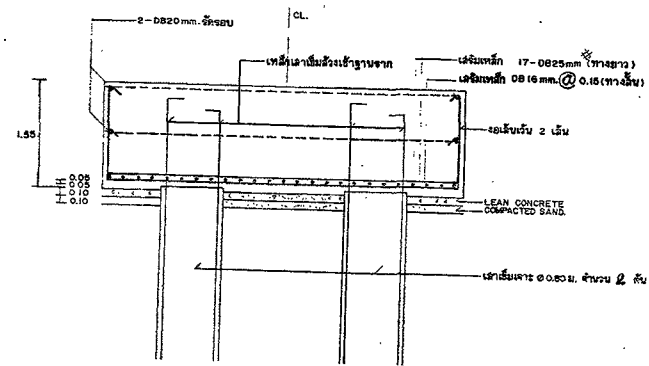 CL.
2-DB20mm. รัดรอบ
เหล็กเสาเข็มล้วงเข้าฐานราก
เสริมเหล็ก 17-DB25mm (ทางยาว)
เสริมเหล็ก DB16mm. @ 0.15 (ทางสั้น)
งอเส้นเว้น 2 เส้น
1.55
0.05
0.05
0.10
0.10
LEAN CONCRETE
COMPACTED SAND.
เสาเข็มเจาะ Ø 0.80 ม. จำนวน 2 ต้น